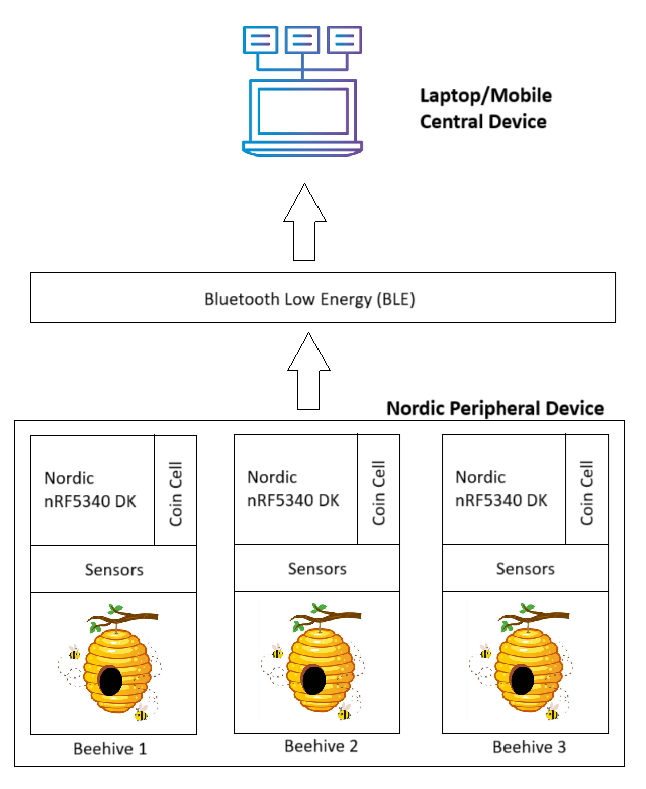 Laptop/Mobile
Central Device
Bluetooth Low Energy (BLE)
Nordic Peripheral Device
Nordic
nRF5340 DK
Coin Cell
Sensors
Beehive 1
Nordic
nRF5340 DK
Coin Cell
Sensors
Beehive 2
Nordic
nRF5340 DK
Coin Cell
Sensors
Beehive 3